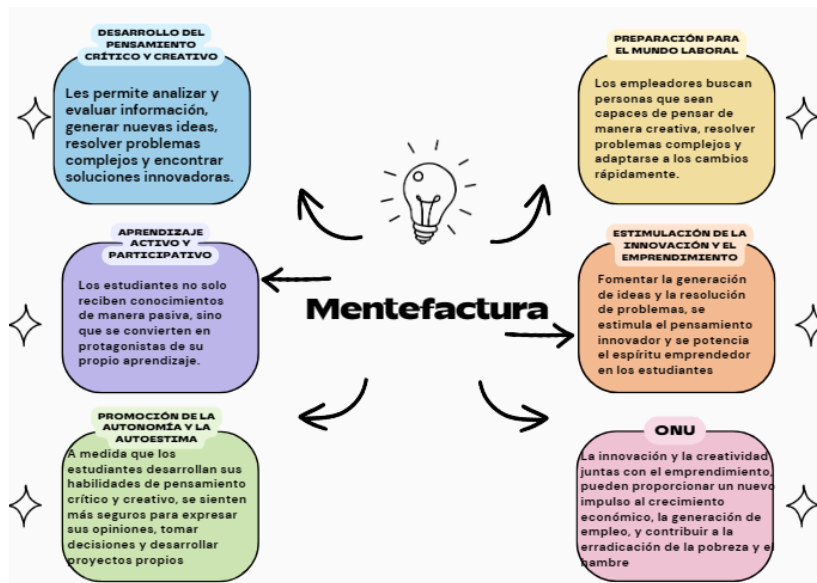 DESARROLLO DEL
PENSAMIENTO
CRÍTICO Y CREATIVO
Les permite analizar y
evaluar información,
generar nuevas ideas,
resolver problemas
complejos y encontrar
soluciones innovadoras.
APRENDIZAJE
ACTIVO Y
PARTICIPATIVO
Los estudiantes no solo
reciben conocimientos
de manera pasiva, sino
que se convierten en
protagonistas de su
propio aprendizaje.
PROMOCIÓN DE LA
AUTONOMÍA Y LA
AUTOESTIMA
A medida que los
estudiantes desarrollan sus
habilidades de pensamiento
crítico y creativo, se sienten
más seguros para expresar
sus opiniones, tomar
decisiones y desarrollar
proyectos propios
Mentefactura
PREPARACIÓN PARA
EL MUNDO LABORAL
Los empleadores buscan
personas que sean
capaces de pensar de
manera creativa, resolver
problemas complejos y
adaptarse a los cambios
rápidamente.
ESTIMULACIÓN DE LA
INNOVACIÓN Y EL
EMPRENDIMIENTO
Fomentar la generación
de ideas y la resolución
de problemas, se
estimula el pensamiento
innovador y se potencia
el espíritu emprendedor
en los estudiantes
ONU
La innovación y la creatividad
juntas con el emprendimiento,
pueden proporcionar un nuevo
impulso al crecimiento
económico, la generación de
empleo, y contribuir a la
erradicación de la pobreza y el
hambre